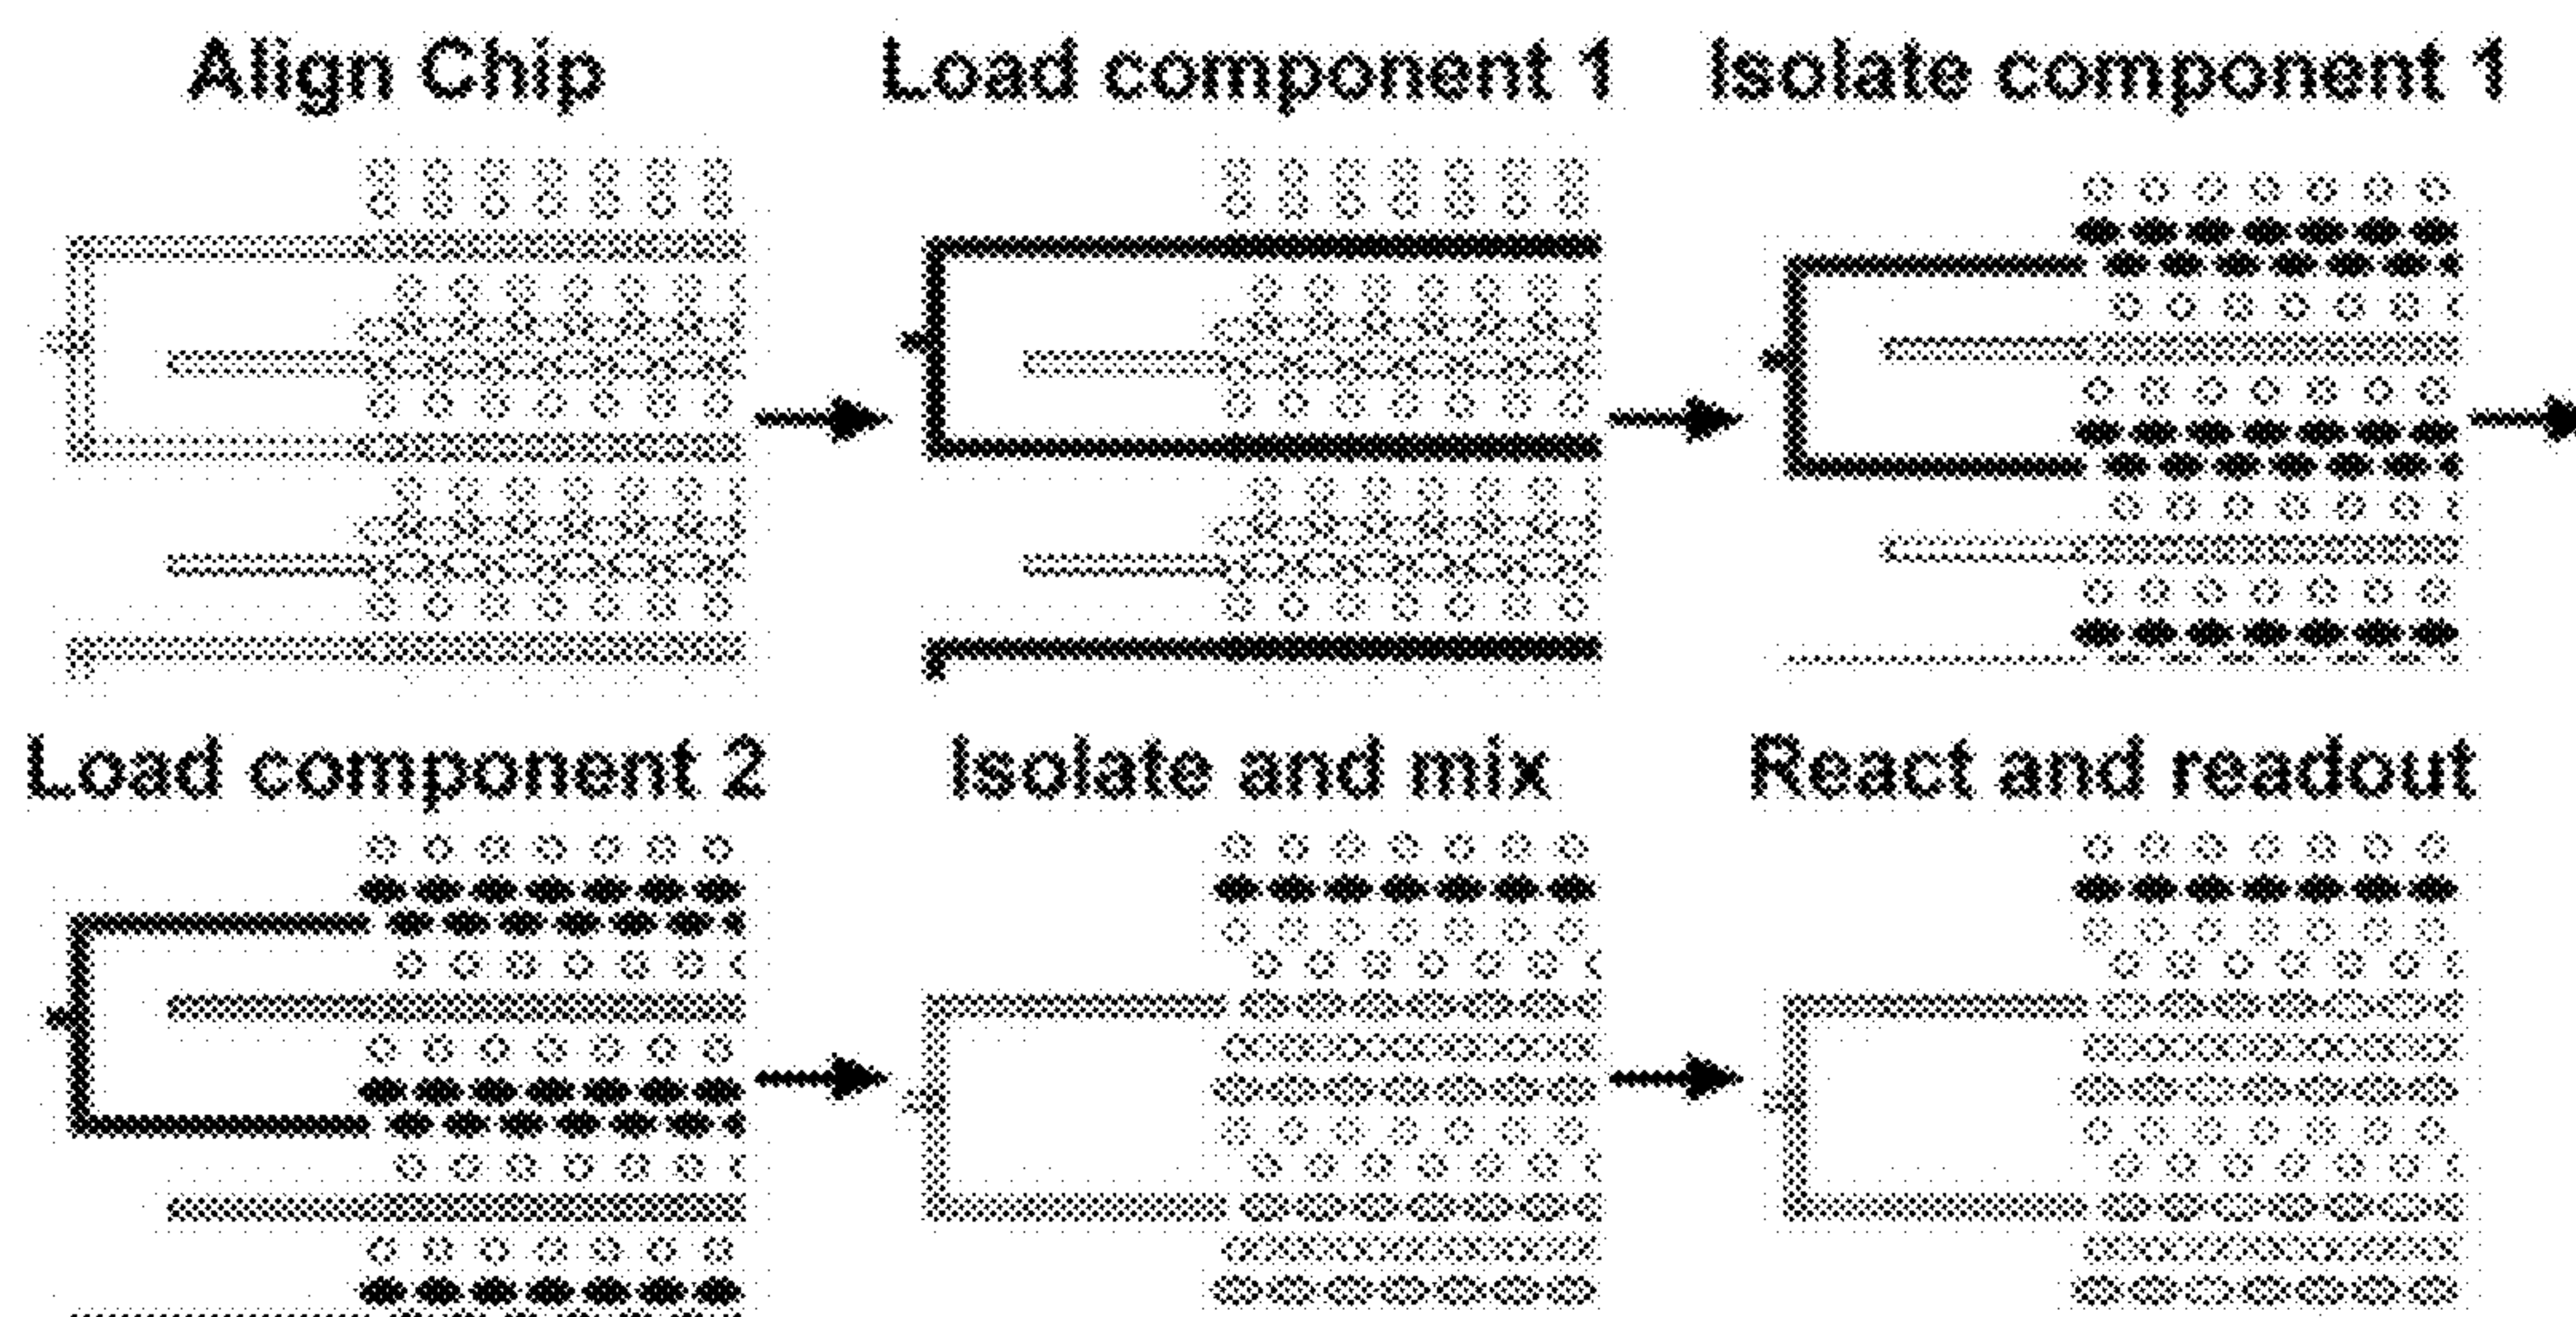 Align Chip
Load component 1
Isolate component 1
Load component 2
Isolate and mix
React and readout